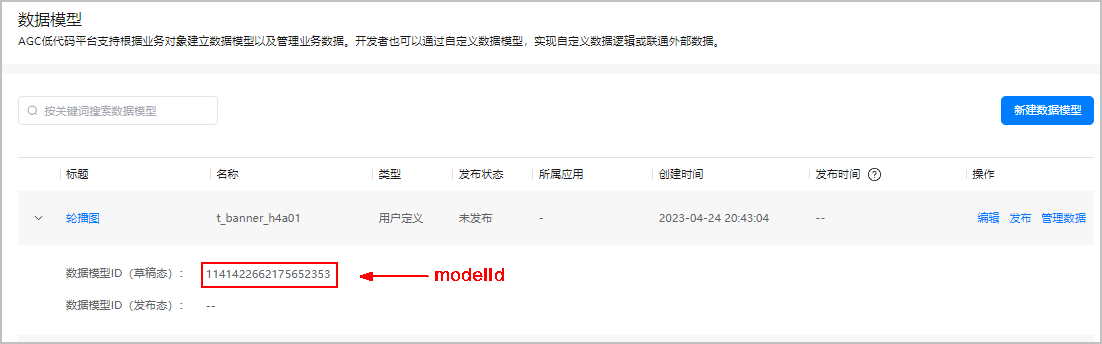 数据模型
AGC低代码平台支持根据业务对象建立数据模型以及管理业务数据。开发者也可以通过自定义数据模型，实现自定义数据逻辑或联通外部数据。
按关键词搜索数据模型 新建数据模型
标题 名称 类型 发布状态 所属应用 创建时间 发布时间 ? 操作
轮播图 t_banner_h4a01 用户定义 未发布 - 2023-04-24 20:43:04 -- 编辑 发布 管理数据
数据模型ID（草稿态）： 1141422662175652353 modelId
数据模型ID（发布态）： --